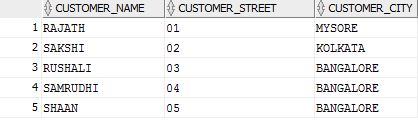 CUSTOMER_NAME CUSTOMER_STREET CUSTOMER_CITY
1 RAJATH 01 MYSORE
2 SAKSHI 02 KOLKATA
3 RUSHALI 03 BANGALORE
4 SAMRUDHI 04 BANGALORE
5 SHAAN 05 BANGALORE